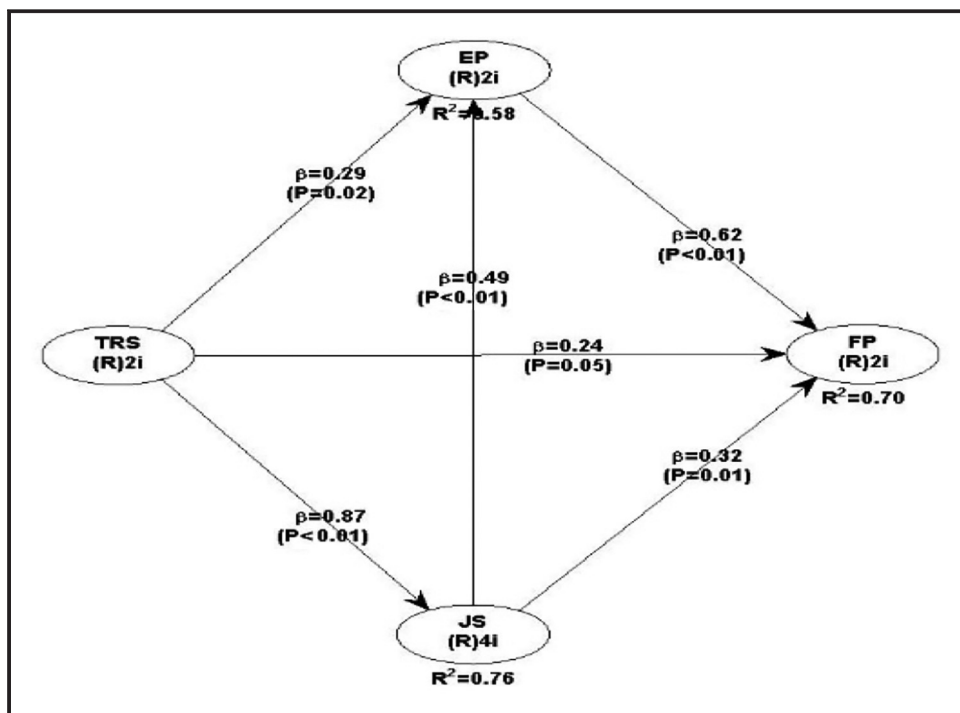 EP
(R)2i
R²=0.58
β=0.29
(P=0.02)
β=0.62
(P<0.01)
β=0.49
(P<0.01)
TRS
(R)2i
β=0.24
(P=0.05)
FP
(R)2i
R²=0.70
β=0.32
(P=0.01)
β=0.87
(P<0.01)
JS
(R)4i
R²=0.76